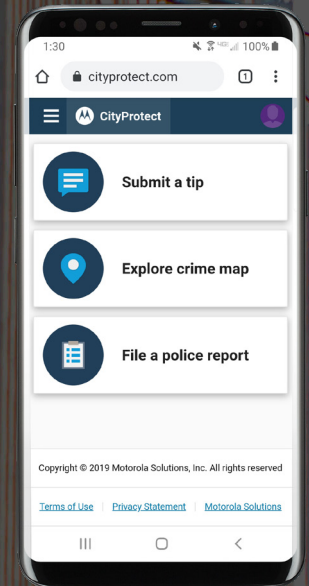 1:30
100%
cityprotect.com
1
CityProtect
Submit a tip
Explore crime map
File a police report
Copyright © 2019 Motorola Solutions, Inc. All rights reserved
Terms of Use Privacy Statement Motorola Solutions